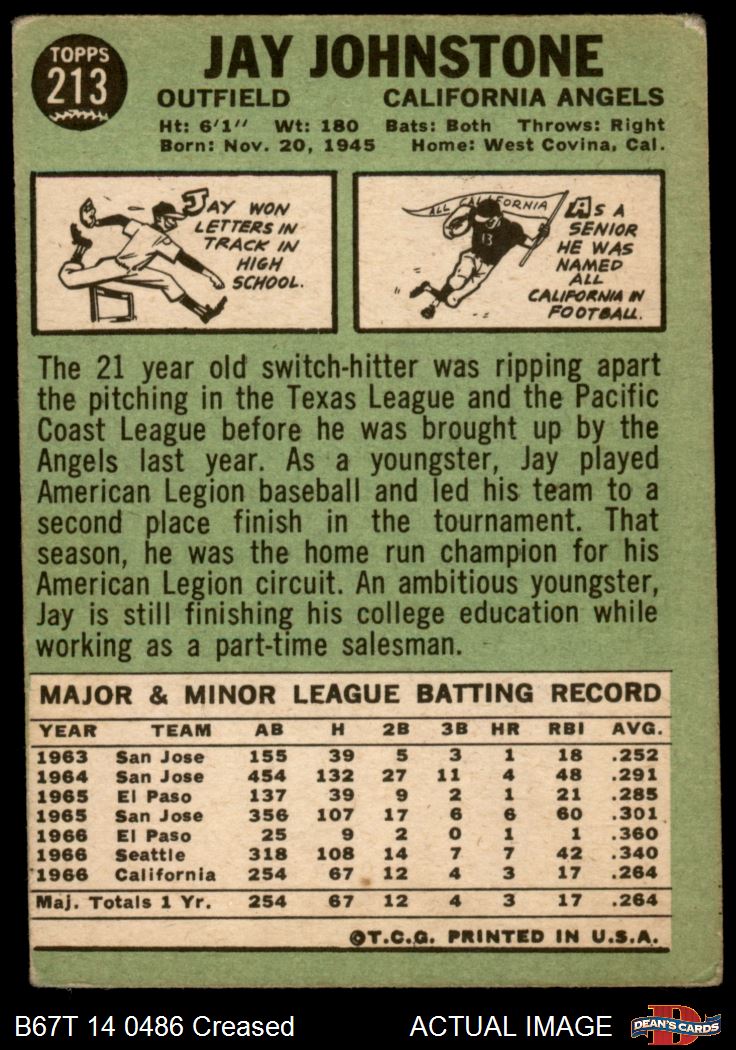 TOPPS
213
JAY JOHNSTONE
OUTFIELD CALIFORNIA ANGELS
Ht: 6'1" Wt: 180 Bats: Both Throws: Right
Born: Nov. 20, 1945 Home: West Covina, Cal.
JAY WON
LETTERS IN
TRACK IN
HIGH
SCHOOL.
ALL CALIFORNIA
13
AS A
SENIOR
HE WAS
NAMED
ALL
CALIFORNIA IN
FOOTBALL.
The 21 year old switch-hitter was ripping apart
the pitching in the Texas League and the Pacific
Coast League before he was brought up by the
Angels last year. As a youngster, Jay played
American Legion baseball and led his team to a
second place finish in the tournament. That
season, he was the home run champion for his
American Legion circuit. An ambitious youngster,
Jay is still finishing his college education while
working as a part-time salesman.
MAJOR & MINOR LEAGUE BATTING RECORD
YEAR TEAM AB H 2B 3B HR RBI AVG.
1963 San Jose 155 39 5 3 1 18 .252
1964 San Jose 454 132 27 11 4 48 .291
1965 El Paso 137 39 9 2 1 21 .285
1965 San Jose 356 107 17 6 6 60 .301
1966 El Paso 25 9 2 0 1 1 .360
1966 Seattle 318 108 14 7 7 42 .340
1966 California 254 67 12 4 3 17 .264
Maj. Totals 1 Yr. 254 67 12 4 3 17 .264
©T.C.G. PRINTED IN U.S.A.
B67T 14 0486 Creased ACTUAL IMAGE
D
DEAN'S CARDS